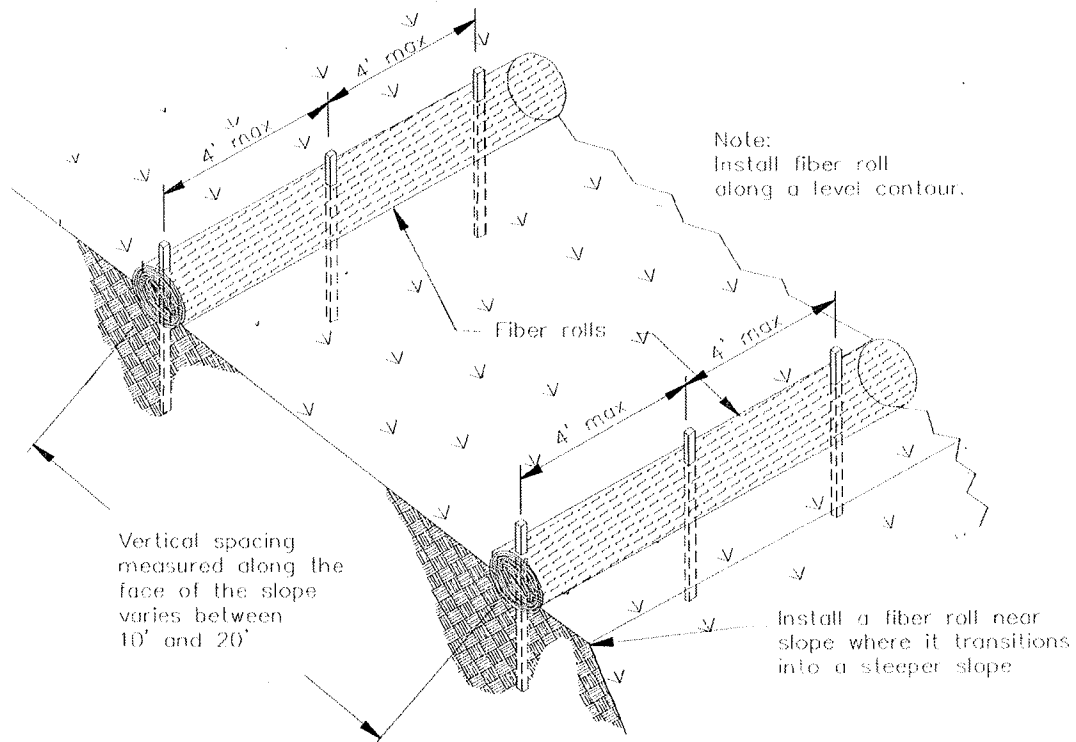 4' max
4' max
Note:
Install fiber roll
along a level contour.
Fiber rolls
4' max
4' max
Vertical spacing
measured along the
face of the slope
varies between
10' and 20'
Install a fiber roll near
slope where it transitions
into a steeper slope